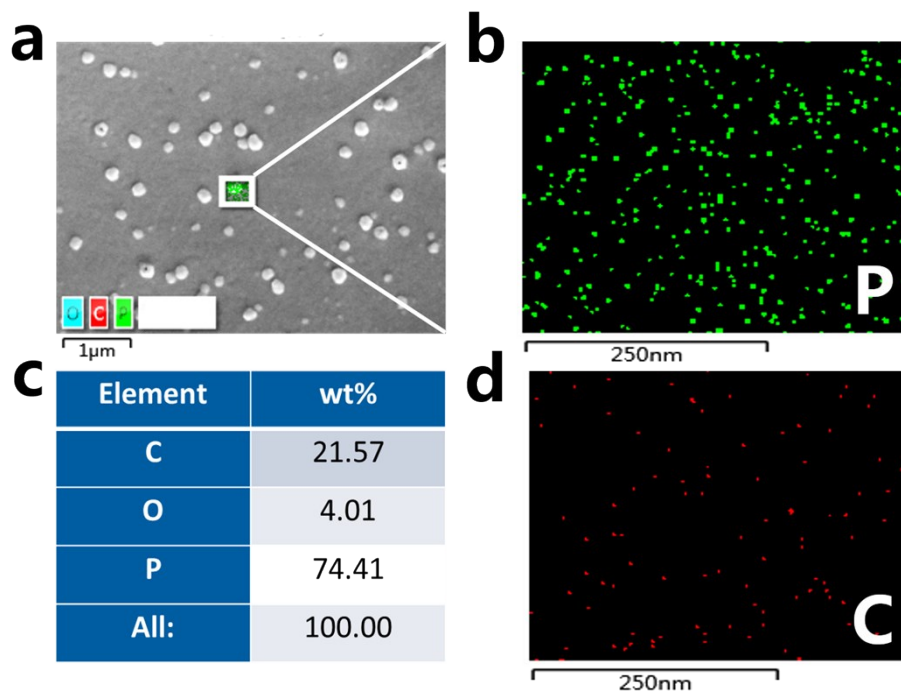 a
O C P
1μm
b
P
250nm
c
Element wt%
C 21.57
O 4.01
P 74.41
All: 100.00
d
C
250nm